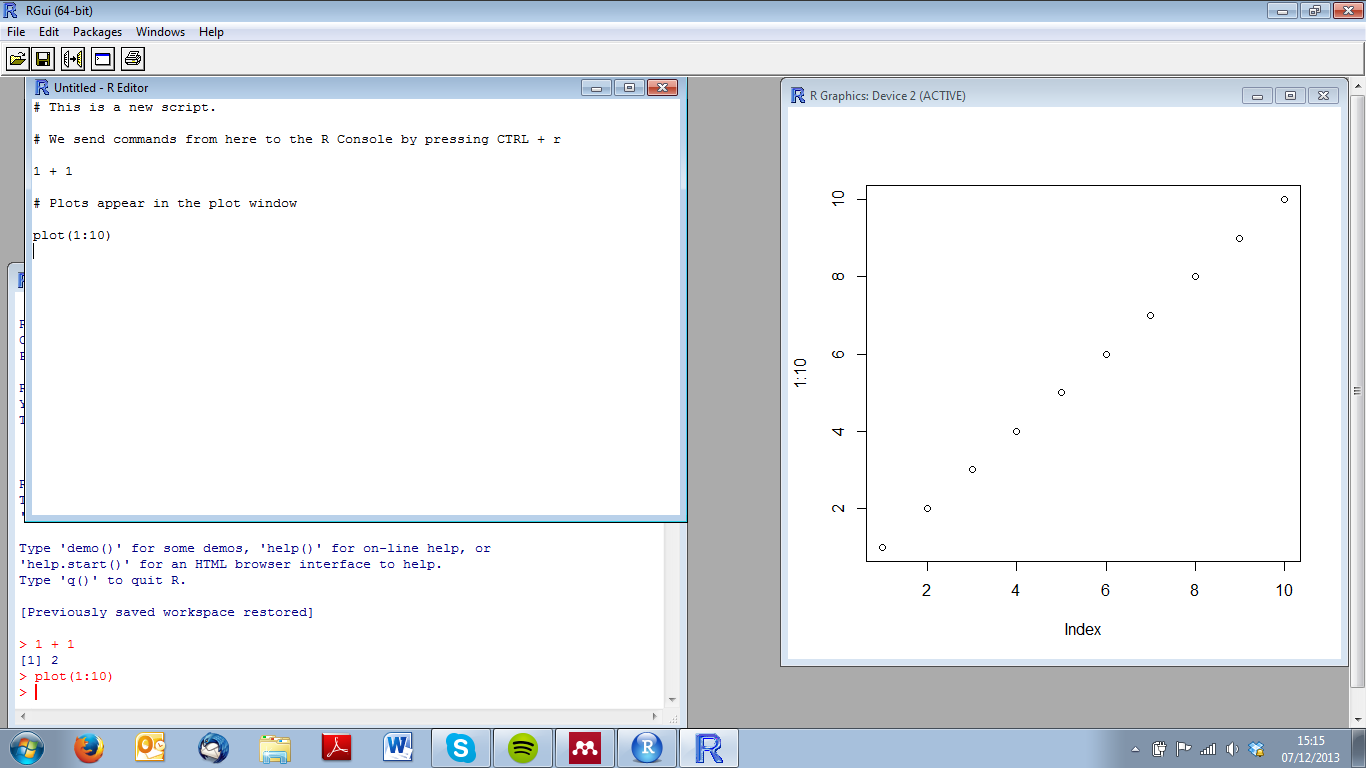 RGui (64-bit)
File Edit Packages Windows Help
Untitled - R Editor
# This is a new script.
# We send commands from here to the R Console by pressing CTRL + r
1 + 1
# Plots appear in the plot window
plot(1:10)
Type 'demo()' for some demos, 'help()' for on-line help, or
'help.start()' for an HTML browser interface to help.
Type 'q()' to quit R.
[Previously saved workspace restored]
> 1 + 1
[1] 2
> plot(1:10)
>
R Graphics: Device 2 (ACTIVE)
10
8
6
4
2
1:10
2 4 6 8 10
Index
15:15
07/12/2013